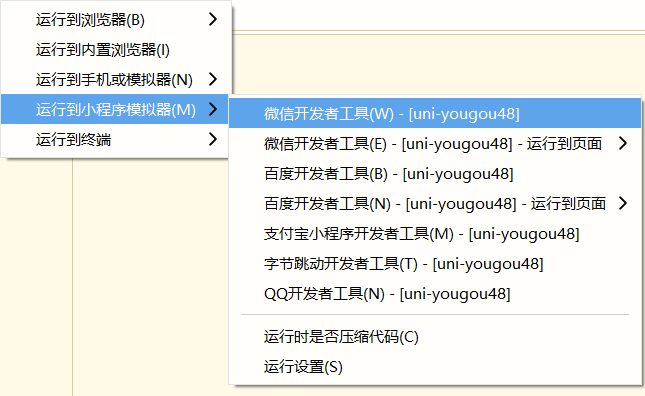 运行到浏览器(B)
运行到内置浏览器(I)
运行到手机或模拟器(N)
运行到小程序模拟器(M)
运行到终端
微信开发者工具(W) - [uni-yougou48]
微信开发者工具(E) - [uni-yougou48] - 运行到页面
百度开发者工具(B) - [uni-yougou48]
百度开发者工具(N) - [uni-yougou48] - 运行到页面
支付宝小程序开发者工具(M) - [uni-yougou48]
字节跳动开发者工具(T) - [uni-yougou48]
QQ开发者工具(N) - [uni-yougou48]
运行时是否压缩代码(C)
运行设置(S)